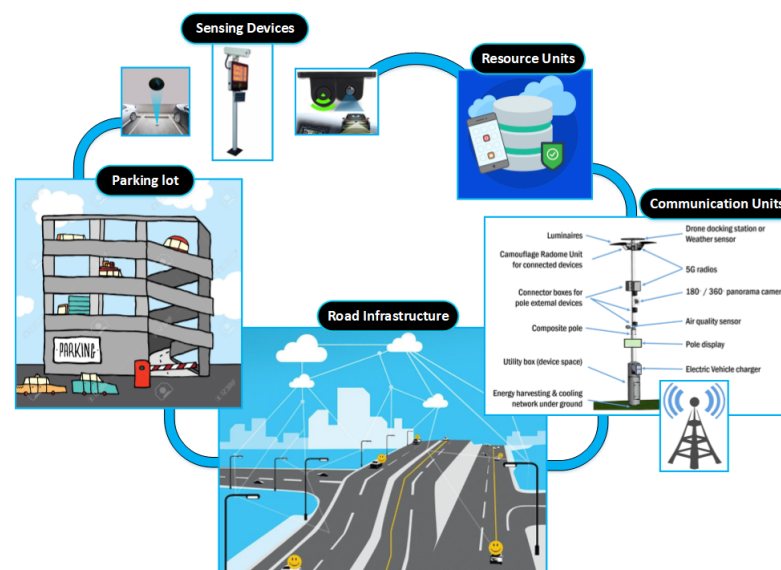 Sensing Devices
Resource Units
Parking lot
Communication Units
Luminaires
Drone docking station or
Weather sensor
Camouflage Radome Unit
for connected devices
5G radios
Connector boxes for
pole external devices
180° / 360° panorama camer
Air quality sensor
Composite pole
Pole display
Utility box (device space)
Electric Vehicle charger
Energy harvesting & cooling
network under ground
Road Infrastructure
PARKING